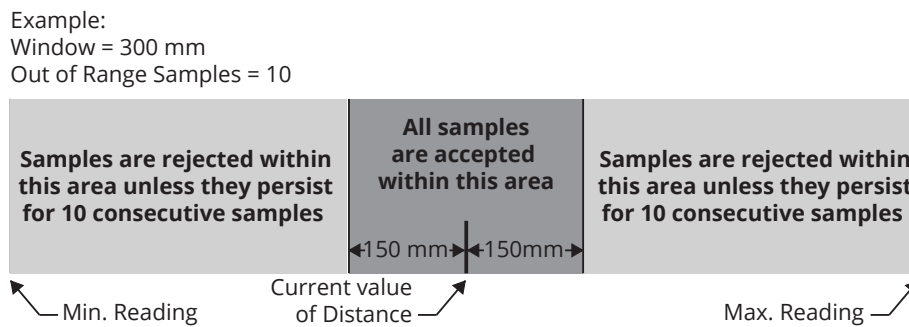 Example:
Window = 300 mm
Out of Range Samples = 10
Samples are rejected within
this area unless they persist
for 10 consecutive samples
All samples
are accepted
within this area
Samples are rejected within
this area unless they persist
for 10 consecutive samples
150 mm
150mm
Min. Reading
Current value
of Distance
Max. Reading